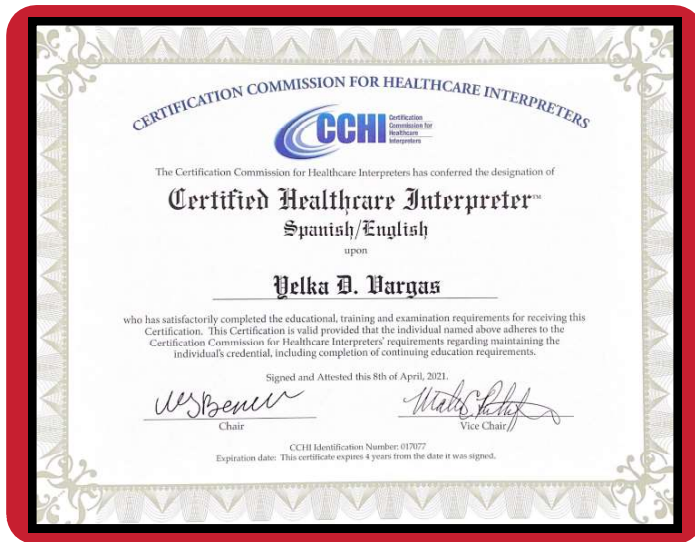 CERTIFICATION COMMISSION FOR HEALTHCARE INTERPRETERS
CCHI
Certification
Commission for
Healthcare
Interpreters
The Certification Commission for Healthcare Interpreters has conferred the designation of
Certified Healthcare Interpreter™
Spanish/English
upon
Yelka D. Vargas
who has satisfactorily completed the educational, training and examination requirements for receiving this
Certification. This Certification is valid provided that the individual named above adheres to the
Certification Commission for Healthcare Interpreters' requirements regarding maintaining the
individual's credential, including completion of continuing education requirements.
Signed and Attested this 8th of April, 2021.
Chair
Vice Chair
CCHI Identification Number: 017077
Expiration date: This certificate expires 4 years from the date it was signed.